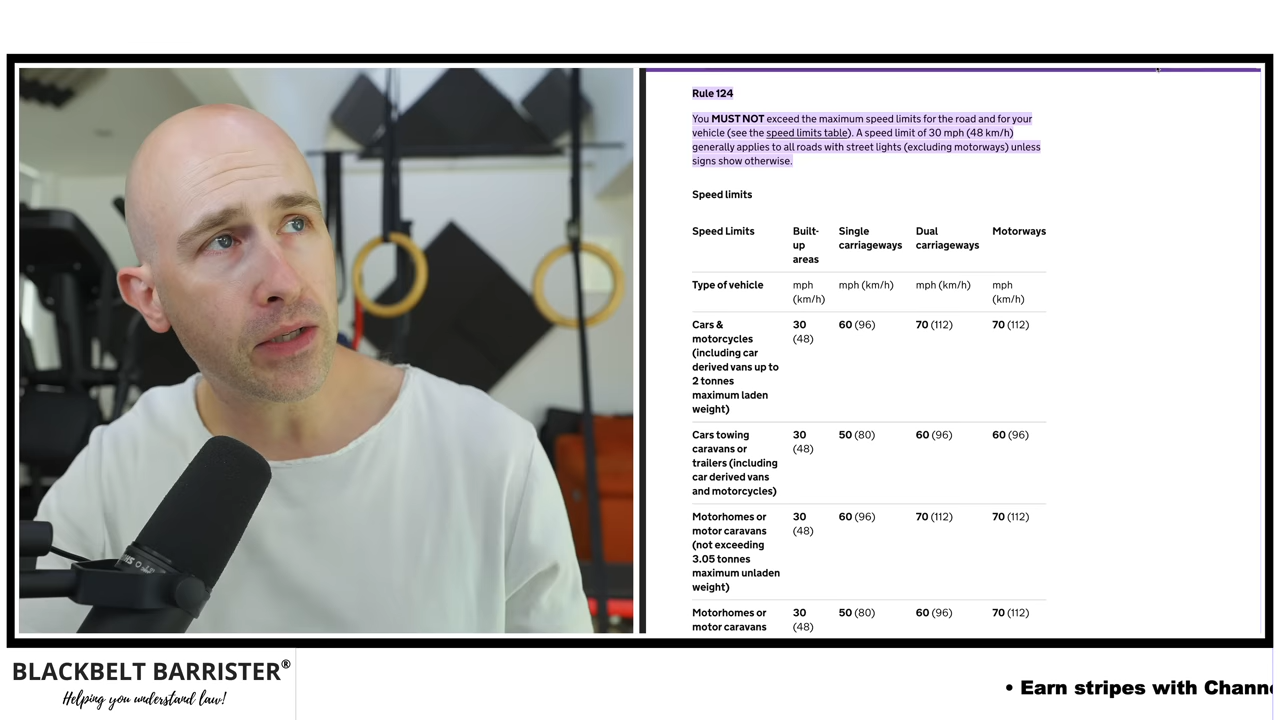 Rule 124
You MUST NOT exceed the maximum speed limits for the road and for your
vehicle (see the speed limits table). A speed limit of 30 mph (48 km/h)
generally applies to all roads with street lights (excluding motorways) unless
signs show otherwise.
Speed limits
Speed Limits Built-up areas Single carriageways Dual carriageways Motorways
Type of vehicle mph (km/h) mph (km/h) mph (km/h) mph (km/h)
Cars & motorcycles (including car derived vans up to 2 tonnes maximum laden weight) 30 (48) 60 (96) 70 (112) 70 (112)
Cars towing caravans or trailers (including car derived vans and motorcycles) 30 (48) 50 (80) 60 (96) 60 (96)
Motorhomes or motor caravans (not exceeding 3.05 tonnes maximum unladen weight) 30 (48) 60 (96) 70 (112) 70 (112)
Motorhomes or motor caravans 30 (48) 50 (80) 60 (96) 70 (112)
BLACKBELT BARRISTER®
Helping you understand law!
• Earn stripes with Channe